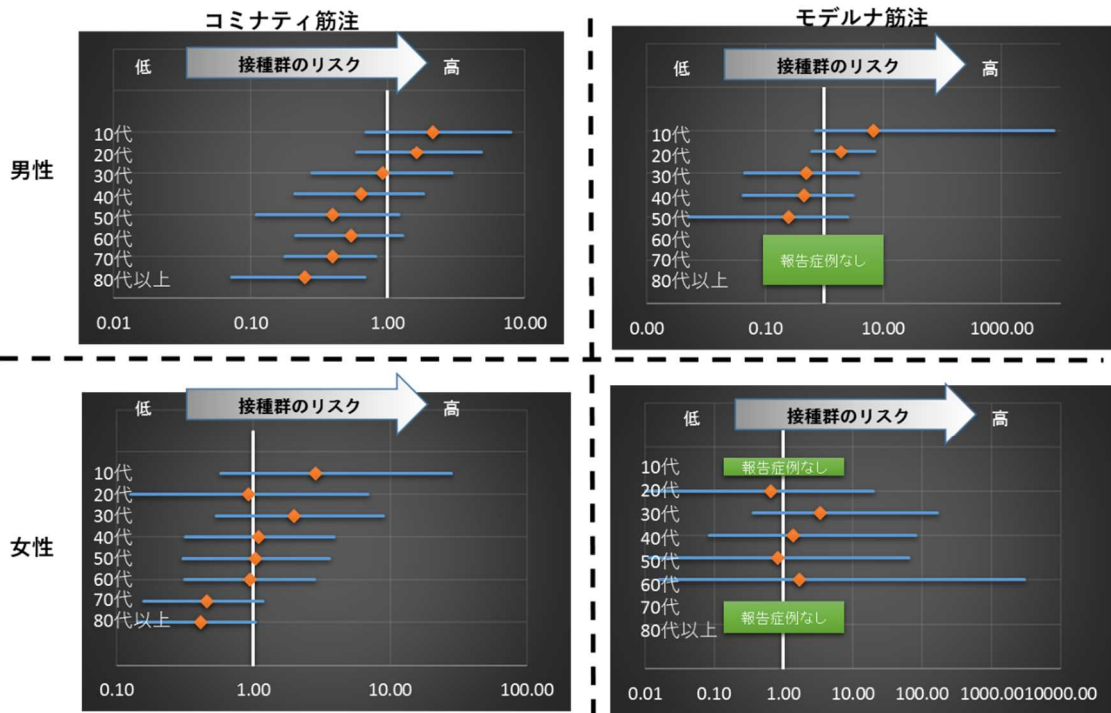 コミナティ筋注
モデルナ筋注
男性
低
接種群のリスク
高
10代
20代
30代
40代
50代
60代
70代
80代以上
0.01
0.10
1.00
10.00
低
接種群のリスク
高
10代
20代
30代
40代
50代
60代
70代
80代以上
報告症例なし
0.00
0.10
10.00
1000.00
女性
低
接種群のリスク
高
10代
20代
30代
40代
50代
60代
70代
80代以上
0.10
1.00
10.00
100.00
低
接種群のリスク
高
10代
報告症例なし
20代
30代
40代
50代
60代
70代
報告症例なし
80代以上
0.01
0.10
1.00
10.00
100.00
1000.00
10000.00